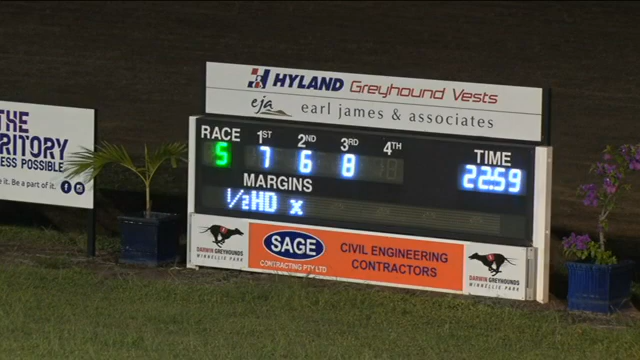 HYLAND Greyhound Vests
eja earl james & associates
THE
RITORY
ESS POSSIBLE
e it. Be a part of it.
RACE 1ST 2ND 3RD 4TH TIME
5 7 6 8 22.59
MARGINS
1/2HD x
DARWIN GREYHOUNDS
WINNELLIE PARK
SAGE
CONTRACTING PTY LTD
CIVIL ENGINEERING
CONTRACTORS
DARWIN GREYHOUNDS
WINNELLIE PARK